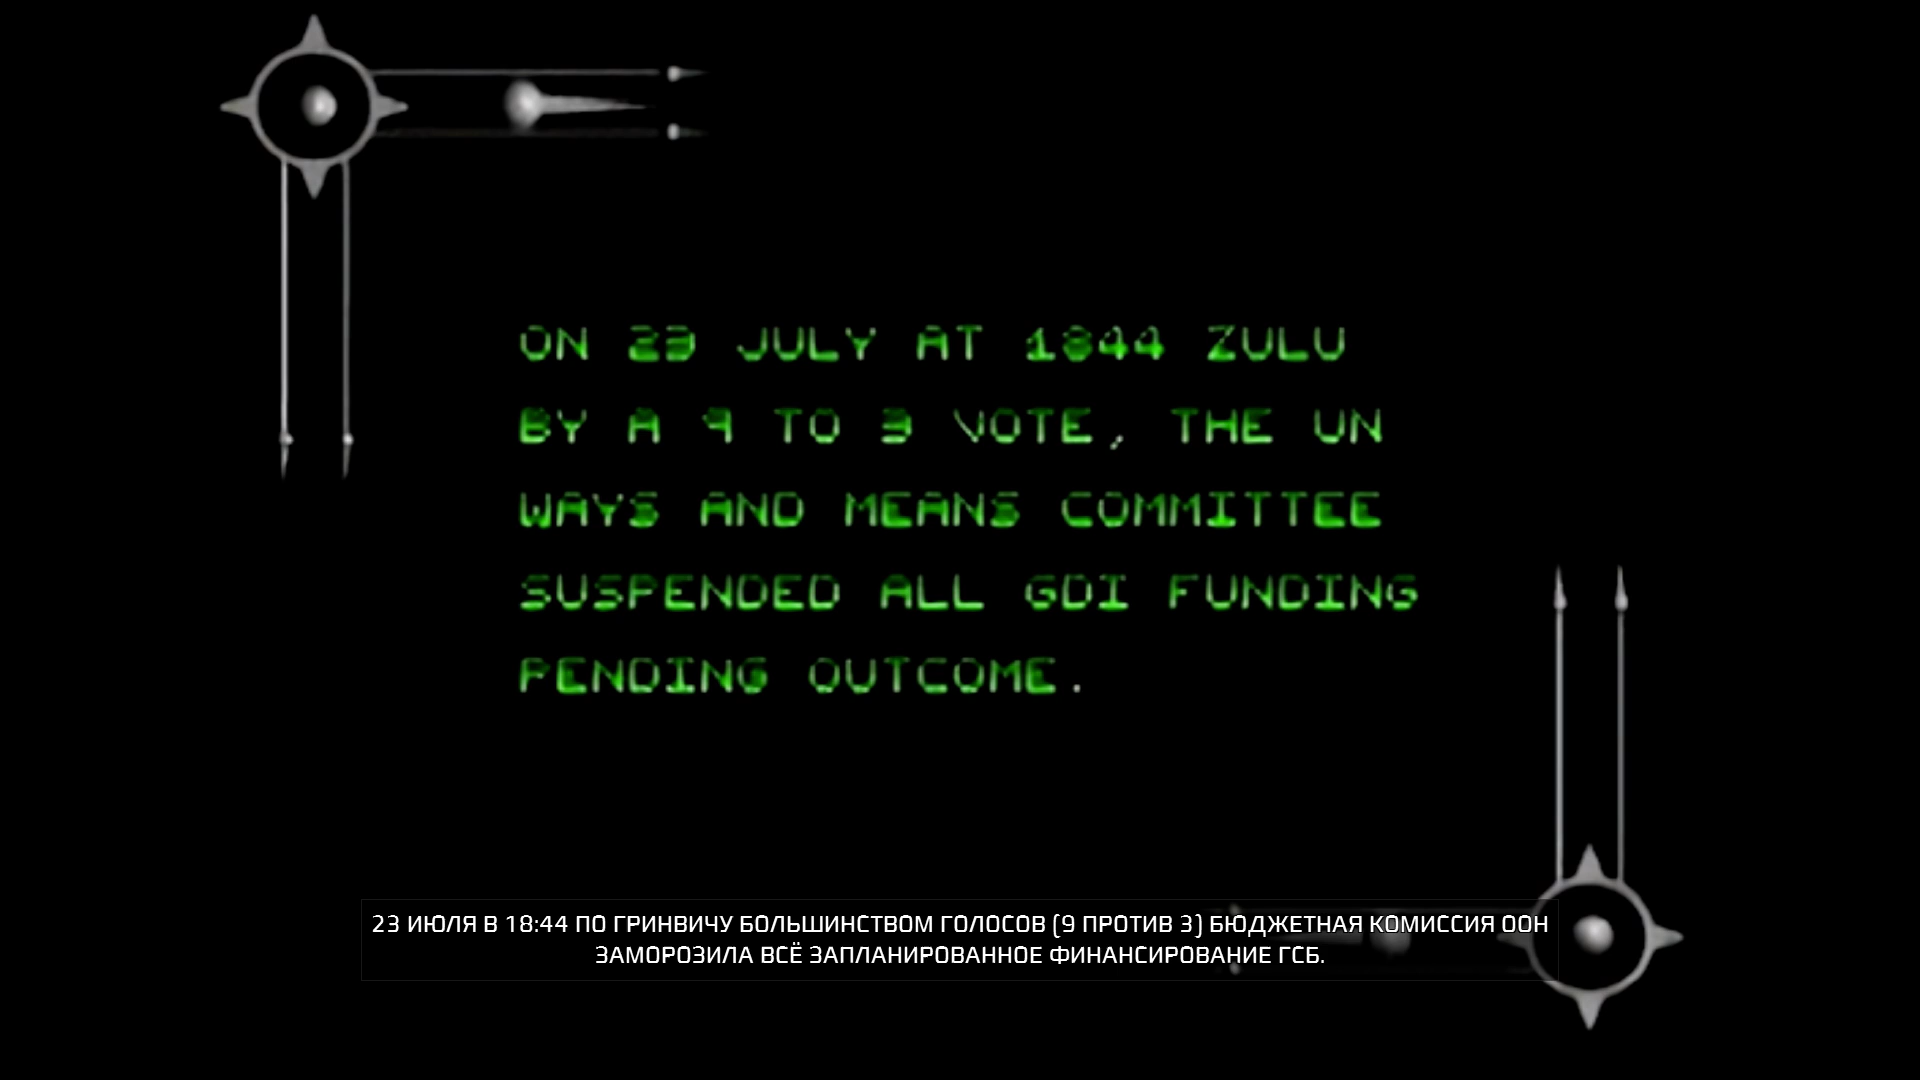 ON 23 JULY AT 1844 ZULU
BY A 9 TO 3 VOTE, THE UN
WAYS AND MEANS COMMITTEE
SUSPENDED ALL GDI FUNDING
PENDING OUTCOME.
23 ИЮЛЯ В 18:44 ПО ГРИНВИЧУ БОЛЬШИНСТВОМ ГОЛОСОВ (9 ПРОТИВ 3) БЮДЖЕТНАЯ КОМИССИЯ ООН
ЗАМОРОЗИЛА ВСЁ ЗАПЛАНИРОВАННОЕ ФИНАНСИРОВАНИЕ ГСБ.